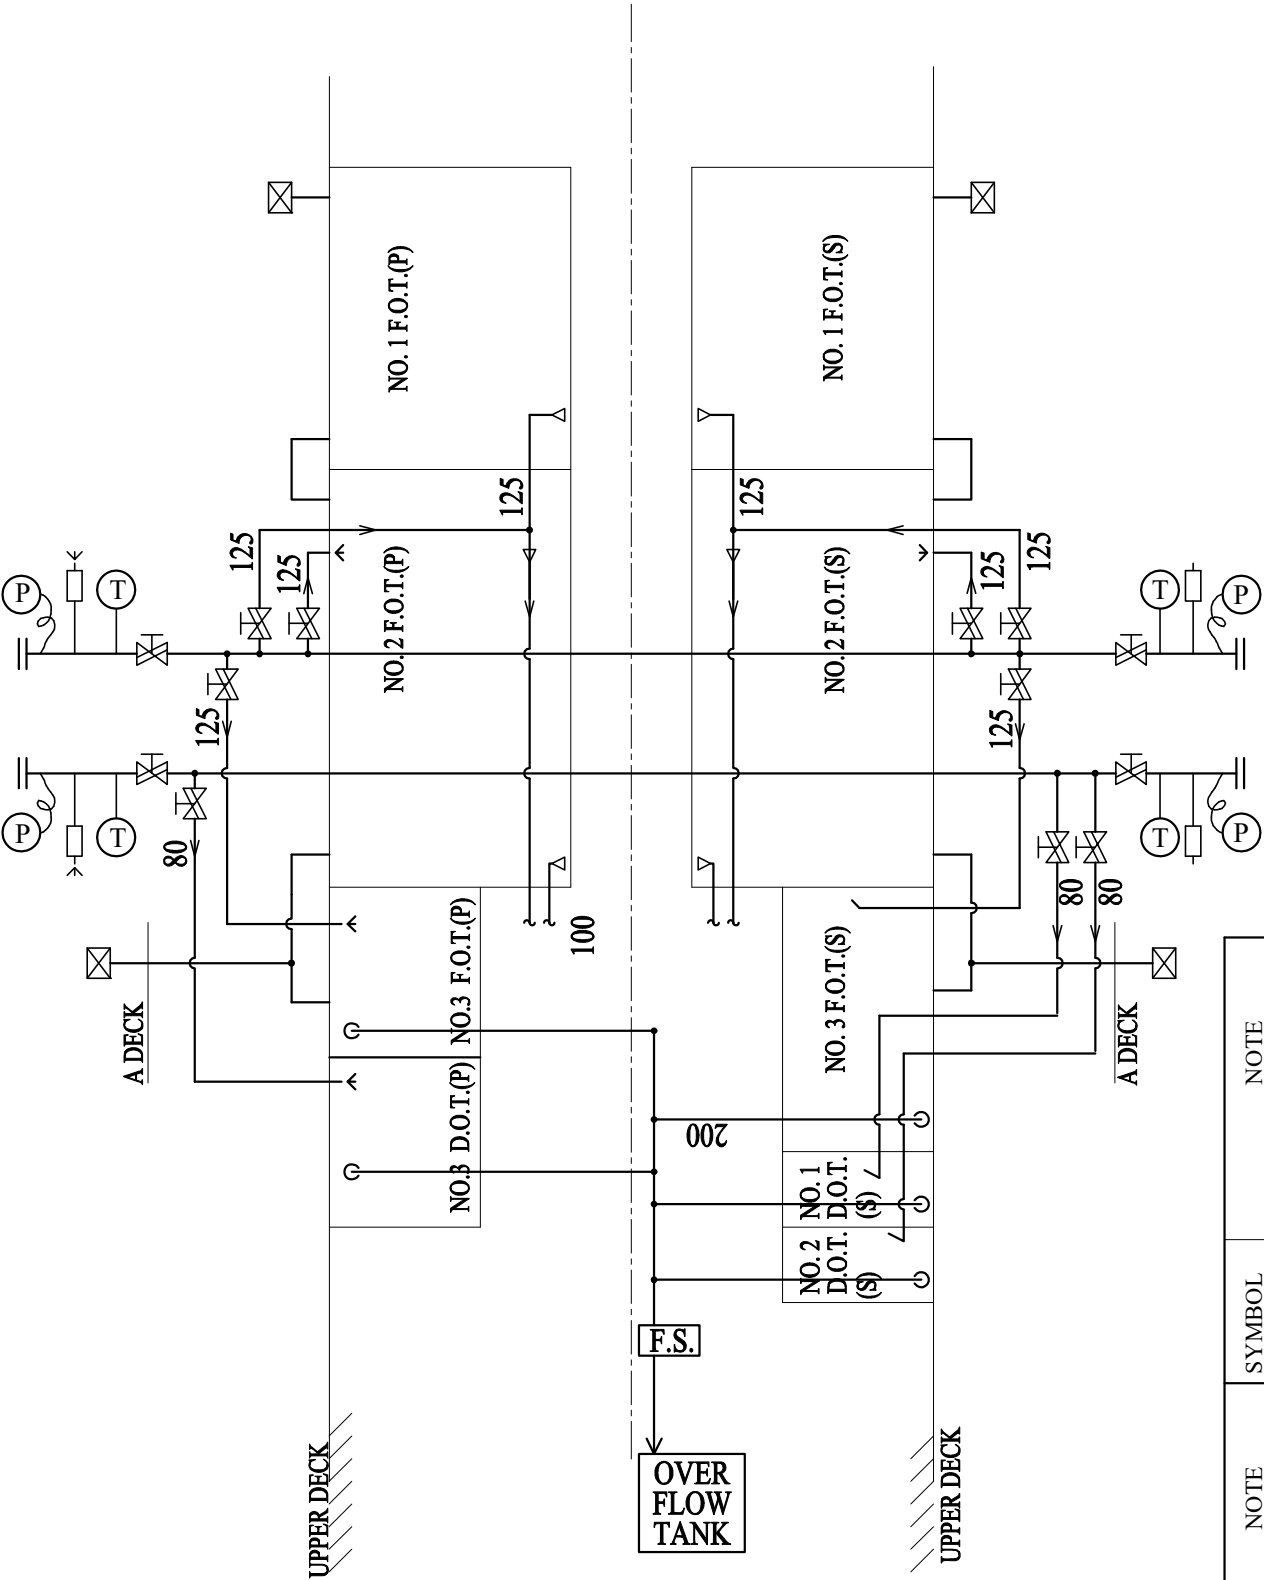 NO. 1 F.O.T.(P)
NO. 1 F.O.T.(S)
125
125
125
125
125
125
P
T
NO. 2 F.O.T.(P)
NO. 2 F.O.T.(S)
T
P
125
125
P
T
80
T
P
80
80
100
A DECK
NO.3 F.O.T.(P)
NO. 3 F.O.T.(S)
A DECK
NO.3 D.O.T.(P)
200
NO. 1
D.O.T.
(S)
NO. 2
D.O.T.
(S)
F.S.
OVER
FLOW
TANK
UPPER DECK
UPPER DECK
NOTE
SYMBOL
NOTE